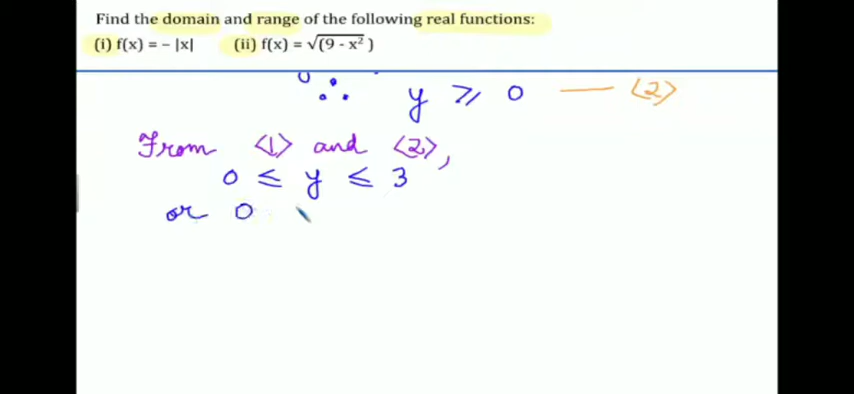 Find the domain and range of the following real functions:
(i) f(x) = – |x| (ii) f(x) = √(9 - x² )
∴ y ⩾ 0 — <2>
From <1> and <2>,
0 ≤ y ≤ 3
or 0